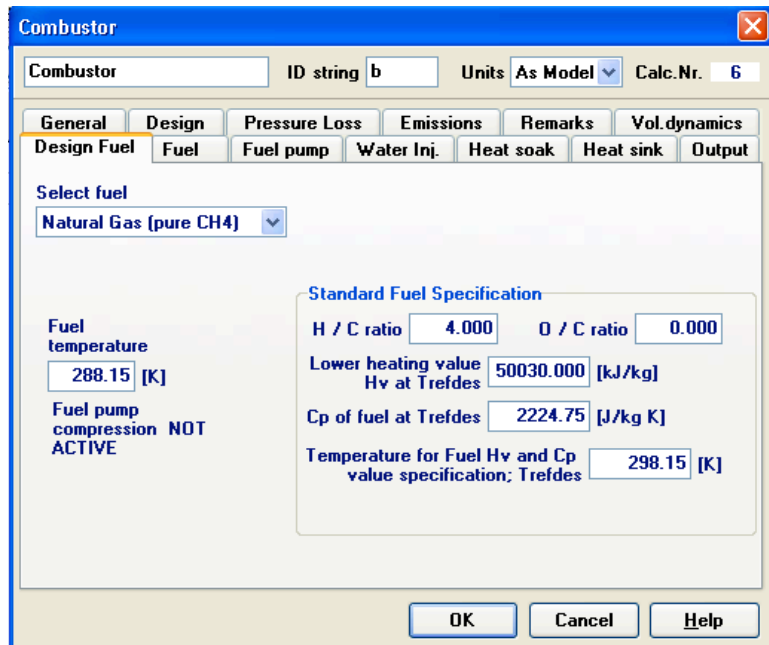 Combustor
Combustor ID string b Units As Model Calc.Nr. 6
General Design Pressure Loss Emissions Remarks Vol.dynamics
Design Fuel Fuel Fuel pump Water Inj. Heat soak Heat sink Output
Select fuel
Natural Gas (pure CH4)
Standard Fuel Specification
H / C ratio 4.000 O / C ratio 0.000
Fuel
temperature
288.15 [K]
Fuel pump
compression NOT
ACTIVE
Lower heating value
Hv at Trefdes 50030.000 [kJ/kg]
Cp of fuel at Trefdes 2224.75 [J/kg K]
Temperature for Fuel Hv and Cp
value specification; Trefdes 298.15 [K]
OK Cancel Help